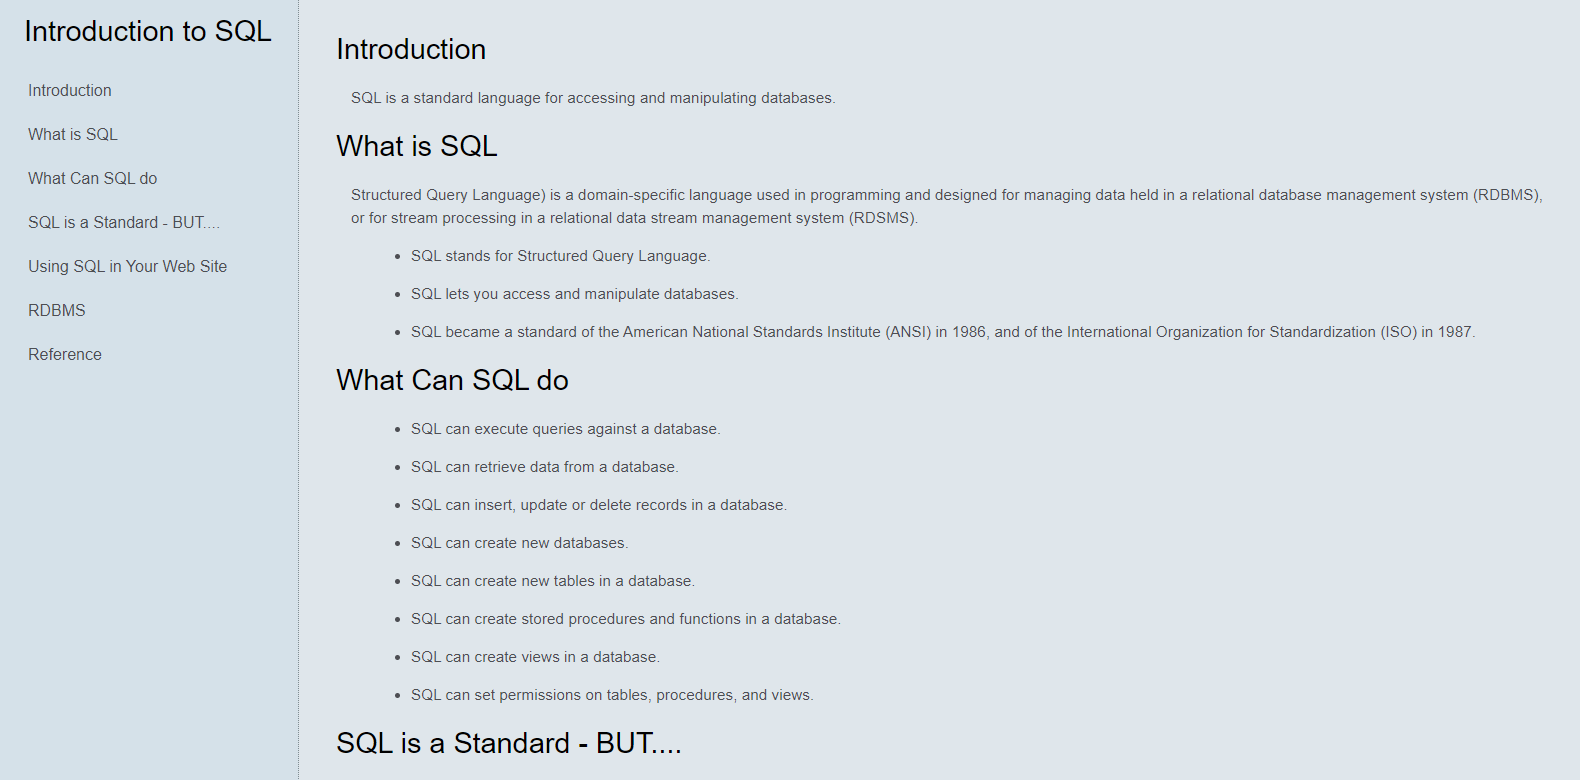 Introduction to SQL
Introduction
What is SQL
What Can SQL do
SQL is a Standard - BUT....
Using SQL in Your Web Site
RDBMS
Reference
Introduction
SQL is a standard language for accessing and manipulating databases.
What is SQL
Structured Query Language) is a domain-specific language used in programming and designed for managing data held in a relational database management system (RDBMS),
or for stream processing in a relational data stream management system (RDSMS).
• SQL stands for Structured Query Language.
• SQL lets you access and manipulate databases.
• SQL became a standard of the American National Standards Institute (ANSI) in 1986, and of the International Organization for Standardization (ISO) in 1987.
What Can SQL do
• SQL can execute queries against a database.
• SQL can retrieve data from a database.
• SQL can insert, update or delete records in a database.
• SQL can create new databases.
• SQL can create new tables in a database.
• SQL can create stored procedures and functions in a database.
• SQL can create views in a database.
• SQL can set permissions on tables, procedures, and views.
SQL is a Standard - BUT....